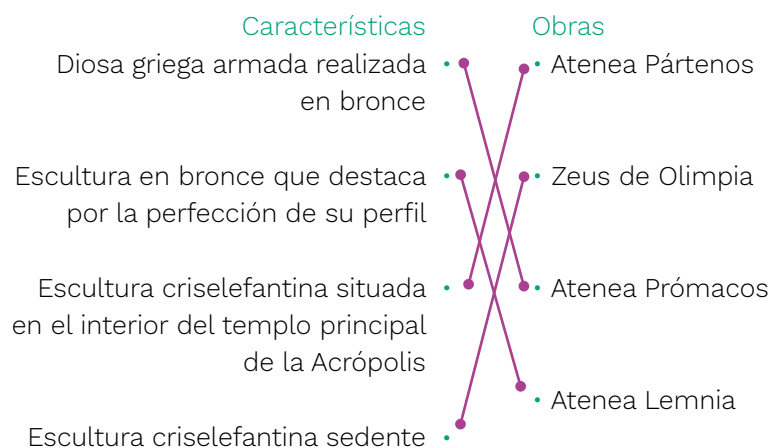 Características
Diosa griega armada realizada
en bronce
Escultura en bronce que destaca
por la perfección de su perfil
Escultura criselefantina situada
en el interior del templo principal
de la Acrópolis
Escultura criselefantina sedente
Obras
Atenea Pártenos
Zeus de Olimpia
Atenea Prómacos
Atenea Lemnia